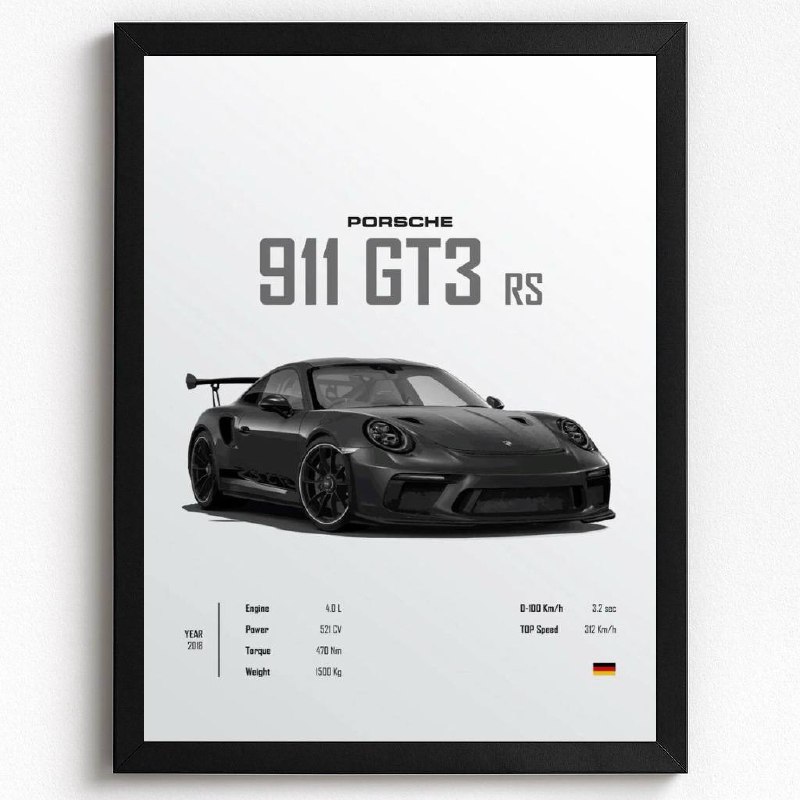 PORSCHE
911 GT3 RS
YEAR
2018
Engine 4.0 L
Power 521 CV
Torque 470 Nm
Weight 1500 Kg
0-100 Km/h 3.2 sec
TOP Speed 312 Km/h